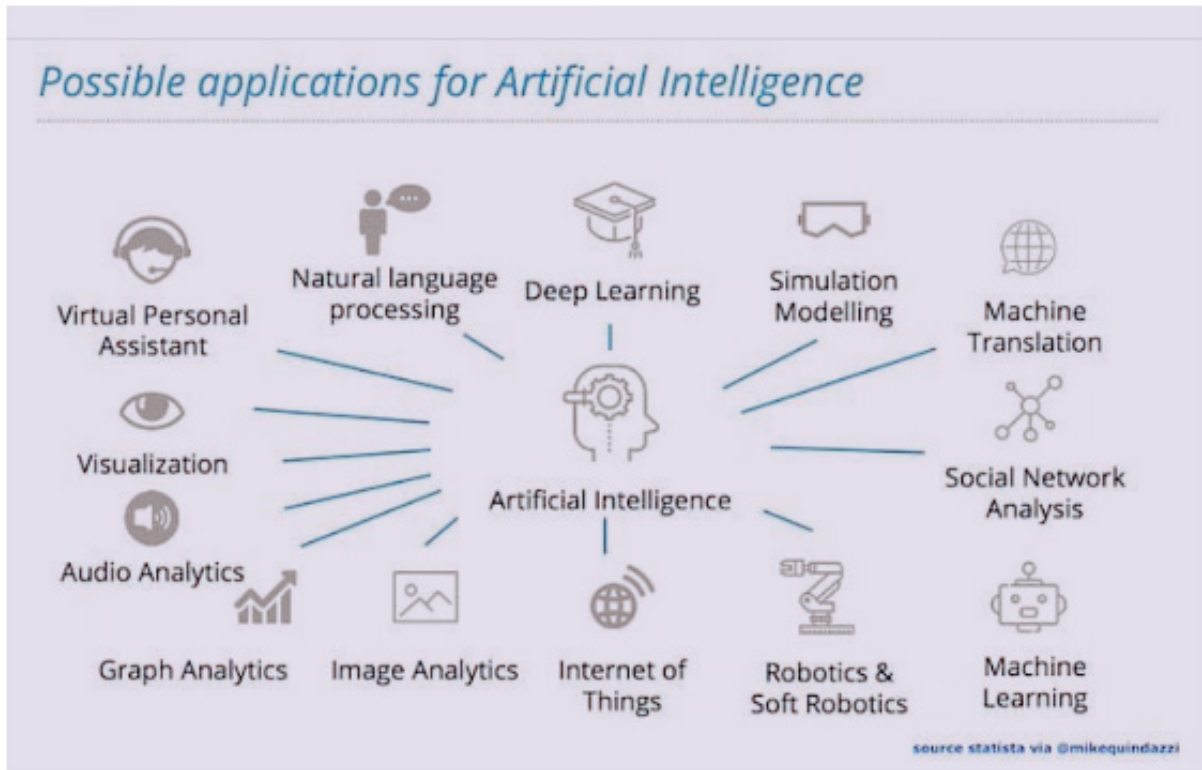 Possible applications for Artificial Intelligence
Natural language
processing
Deep Learning
Simulation
Modelling
Virtual Personal
Assistant
Machine
Translation
Visualization
Artificial Intelligence
Social Network
Analysis
Audio Analytics
Graph Analytics
Image Analytics
Internet of
Things
Robotics &
Soft Robotics
Machine
Learning
source statista via @mikequindazzi